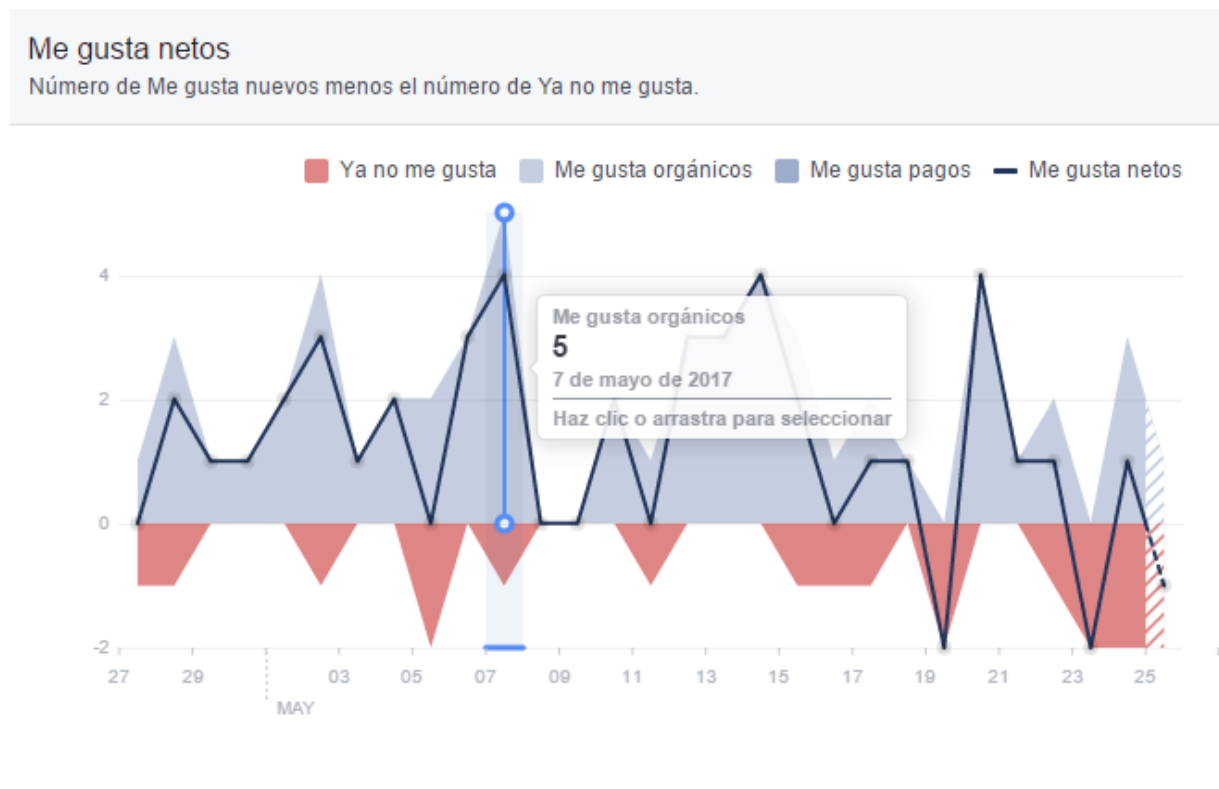 Me gusta netos
Número de Me gusta nuevos menos el número de Ya no me gusta.
Ya no me gusta Me gusta orgánicos Me gusta pagos Me gusta netos
4
Me gusta orgánicos
5
7 de mayo de 2017
Haz clic o arrastra para seleccionar
2
0
-2
27 29 03 05 07 09 11 13 15 17 19 21 23 25
MAY